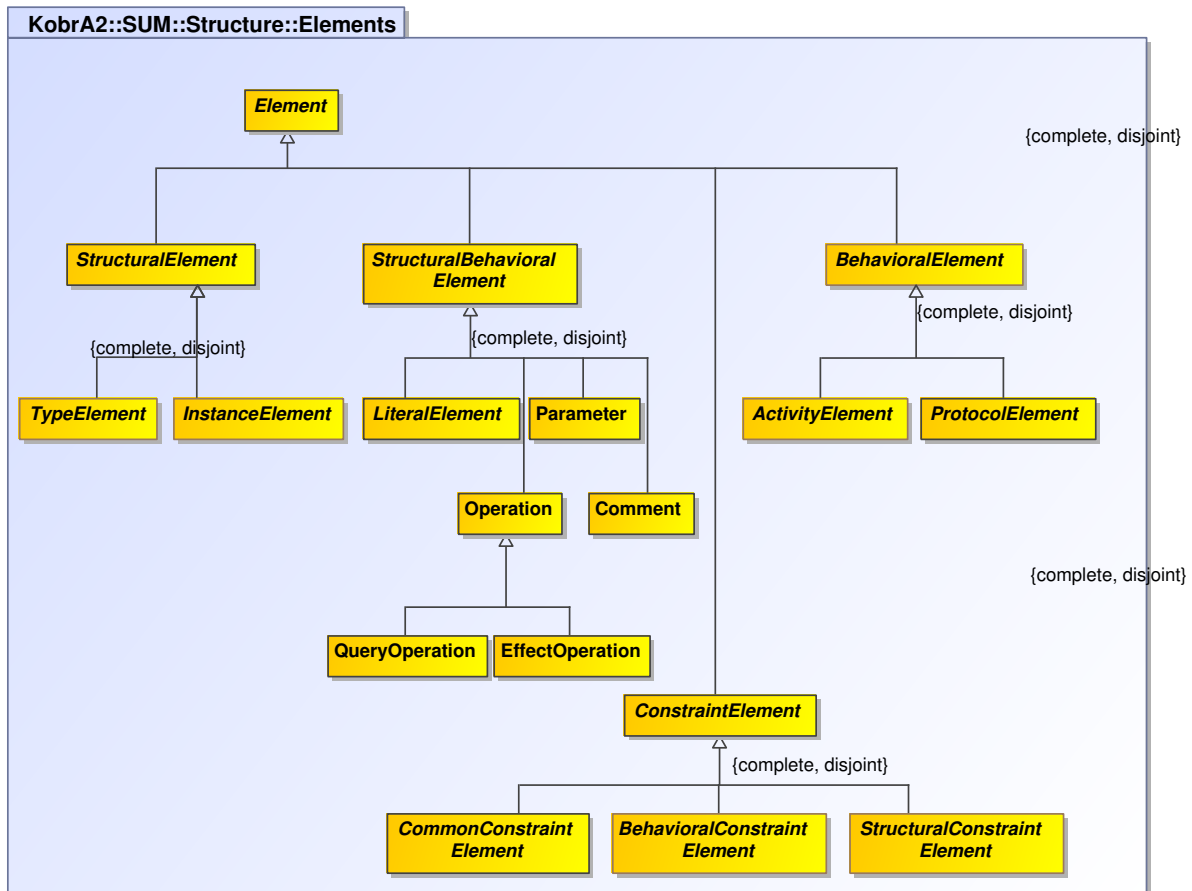 KobrA2::SUM::Structure::Elements
Element
{complete, disjoint}
StructuralElement
StructuralBehavioral
Element
BehavioralElement
{complete, disjoint}
{complete, disjoint}
{complete, disjoint}
TypeElement
InstanceElement
LiteralElement
Parameter
ActivityElement
ProtocolElement
Operation
Comment
{complete, disjoint}
QueryOperation
EffectOperation
ConstraintElement
{complete, disjoint}
CommonConstraint
Element
BehavioralConstraint
Element
StructuralConstraint
Element